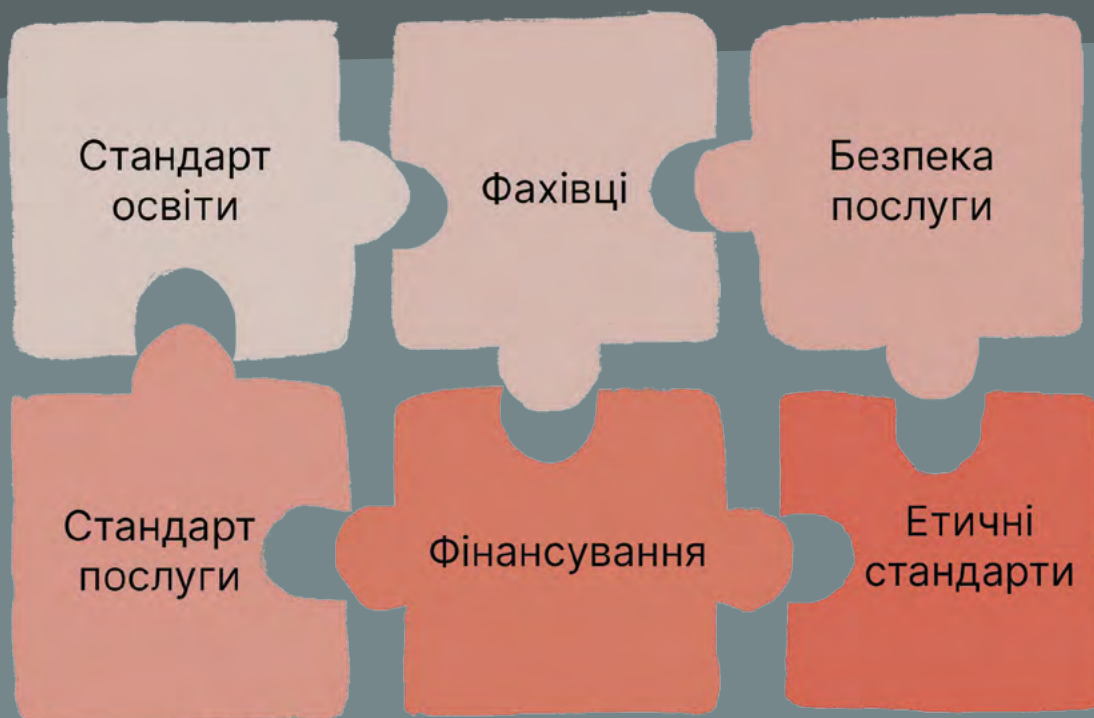 Стандарт
освіти
Фахівці
Безпека
послуги
Стандарт
послуги
Фінансування
Етичні
стандарти